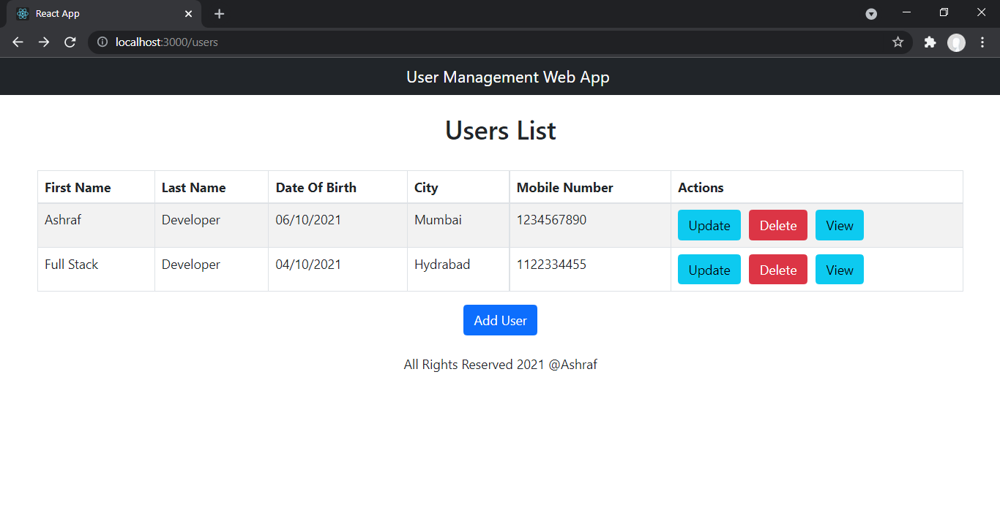 React App
localhost:3000/users
User Management Web App
Users List
First Name Last Name Date Of Birth City Mobile Number Actions
Ashraf Developer 06/10/2021 Mumbai 1234567890 Update Delete View
Full Stack Developer 04/10/2021 Hydrabad 1122334455 Update Delete View
Add User
All Rights Reserved 2021 @Ashraf